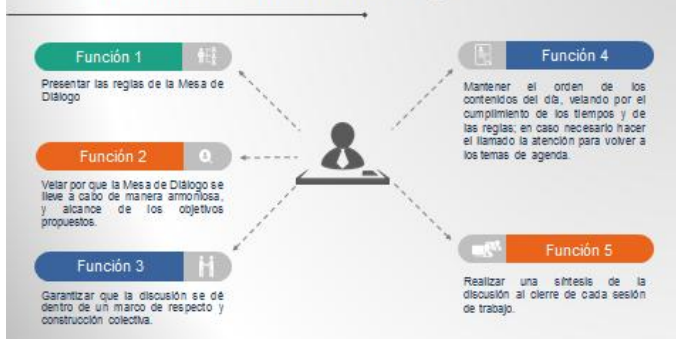 Función 1
Presentar las reglas de la Mesa de
Diálogo
Función 2
Velar por que la Mesa de Diálogo se
lleve a cabo de manera armoniosa,
y alcance de los objetivos
propuestos.
Función 3
Garantizar que la discusión se dé
dentro de un marco de respeto y
construcción colectiva.
Función 4
Mantener el orden de los
contenidos del día, velando por el
cumplimiento de los tiempos y de
las reglas; en caso necesario hacer
el llamado la atención para volver a
los temas de agenda.
Función 5
Realizar una síntesis de la
discusión al cierre de cada sesión
de trabajo.